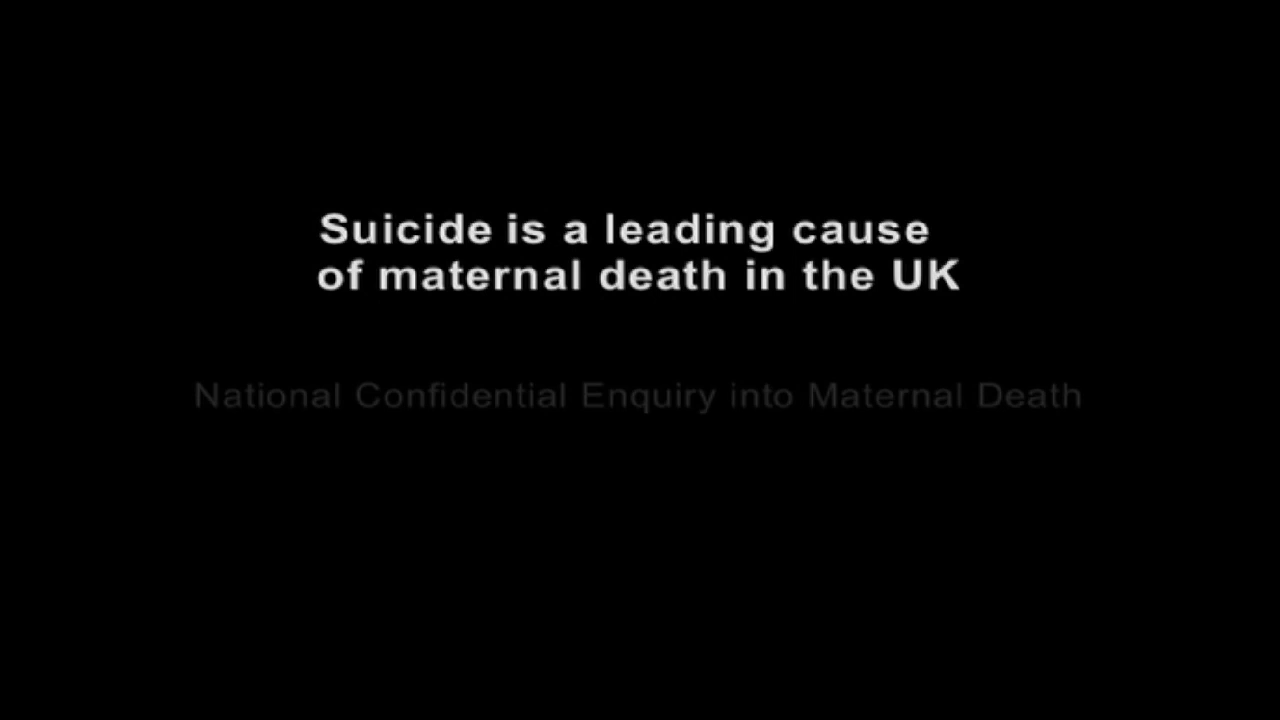 Suicide is a leading cause
of maternal death in the UK
National Confidential Enquiry into Maternal Death